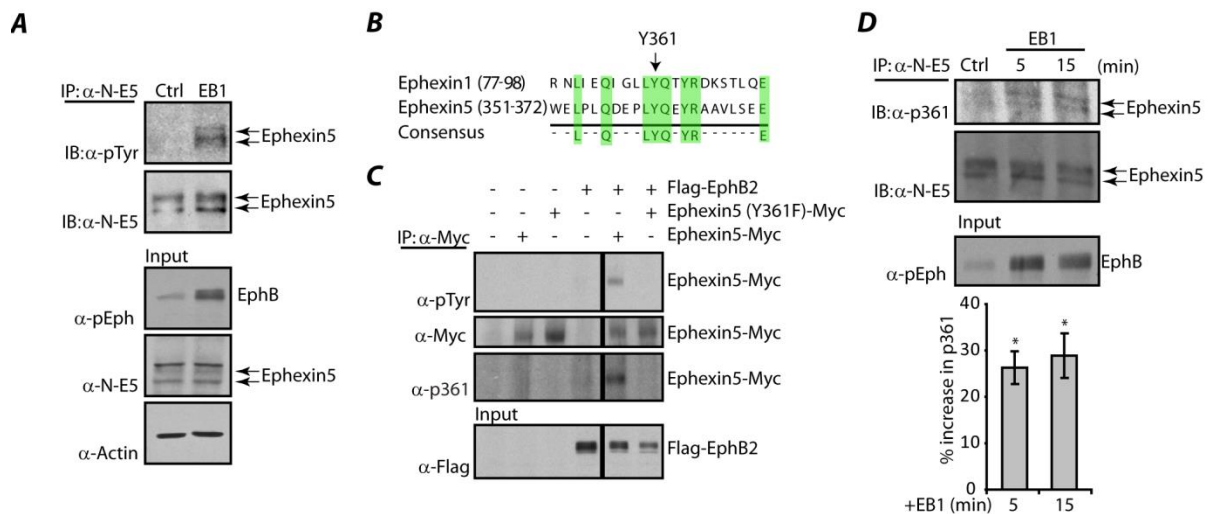 A
IP: α-N-E5
Ctrl EB1
IB:α-pTyr
Ephexin5
IB:α-N-E5
Ephexin5
Input
α-pEph
EphB
α-N-E5
Ephexin5
α-Actin
B
Y361
Ephexin1 (77-98) R N L I E Q I G L L Y Q T Y R D K S T L Q E
Ephexin5 (351-372) W E L P L Q D E P L Y Q E Y R A A V L S E E
Consensus - - L - - Q - - - L Y Q - Y R - - - - - - E
C
- - - + + + Flag-EphB2
- - + - - + Ephexin5 (Y361F)-Myc
- + - - + - Ephexin5-Myc
IP: α-Myc
α-pTyr Ephexin5-Myc
α-Myc Ephexin5-Myc
α-p361 Ephexin5-Myc
Input
α-Flag Flag-EphB2
D
EB1
IP: α-N-E5 Ctrl 5 15 (min)
IB:α-p361
Ephexin5
IB:α-N-E5
Ephexin5
Input
α-pEph
EphB
% increase in p361
40
30
20
10
0
* *
+EB1 (min) 5 15